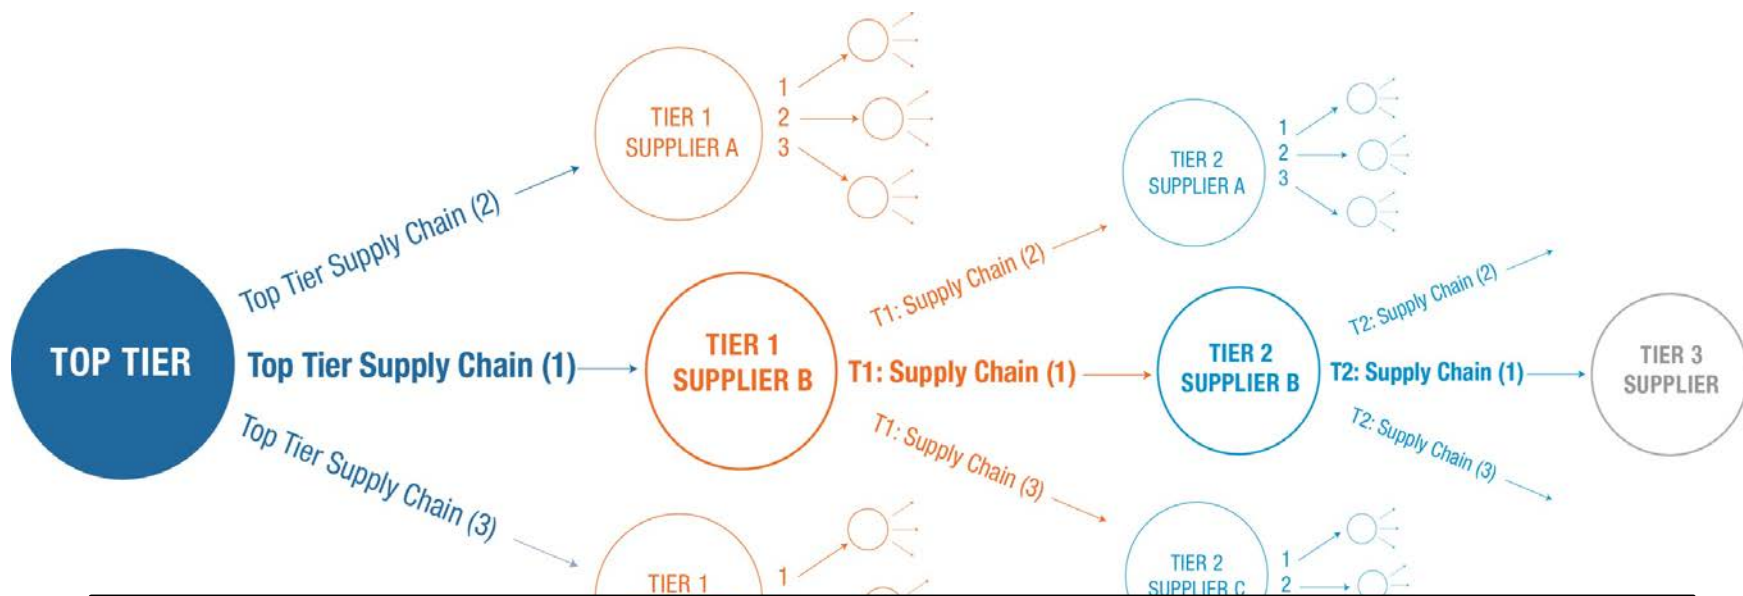 TIER 1
SUPPLIER A
1
2
3
TIER 2
SUPPLIER A
1
2
3
Top Tier Supply Chain (2)
T1: Supply Chain (2)
T2: Supply Chain (2)
TOP TIER
Top Tier Supply Chain (1)
TIER 1
SUPPLIER B
T1: Supply Chain (1)
TIER 2
SUPPLIER B
T2: Supply Chain (1)
TIER 3
SUPPLIER
Top Tier Supply Chain (3)
T1: Supply Chain (3)
T2: Supply Chain (3)
TIER 1
1
TIER 2
SUPPLIER C
1
2